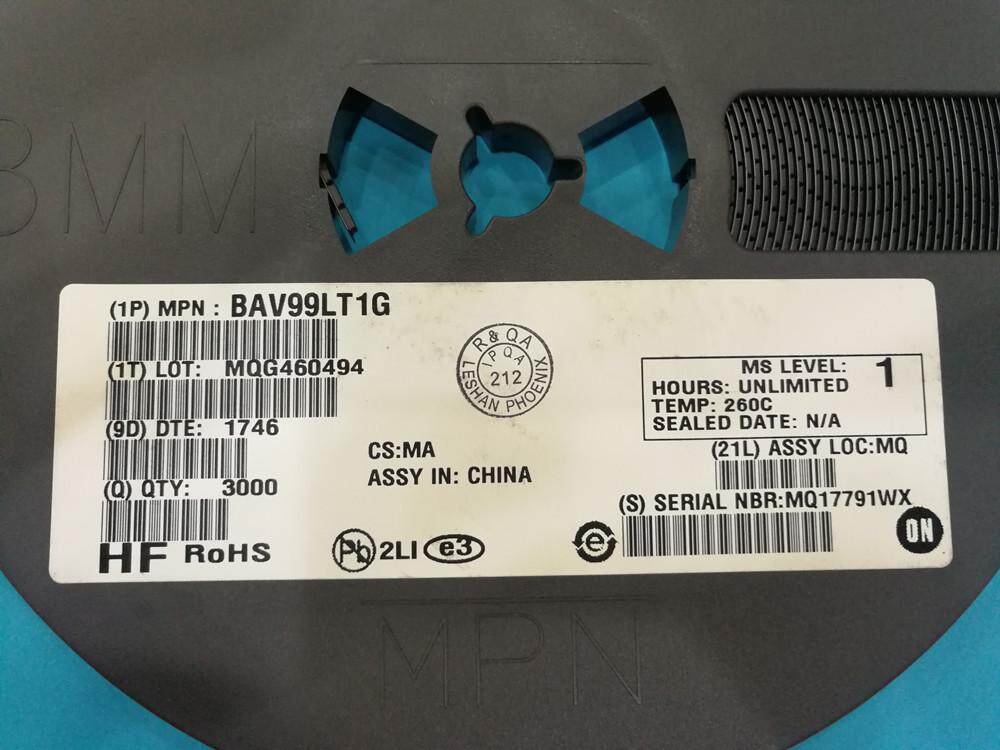 8MM
(1P) MPN : BAV99LT1G
(1T) LOT: MQG460494
(9D) DTE: 1746
(Q) QTY: 3000
HF RoHS
R & QA
IPQA
212
LESHAN PHOENIX
CS:MA
ASSY IN: CHINA
Pb 2LI e3
MS LEVEL: 1
HOURS: UNLIMITED
TEMP: 260C
SEALED DATE: N/A
(21L) ASSY LOC:MQ
(S) SERIAL NBR:MQ17791WX
e
ON
MPN